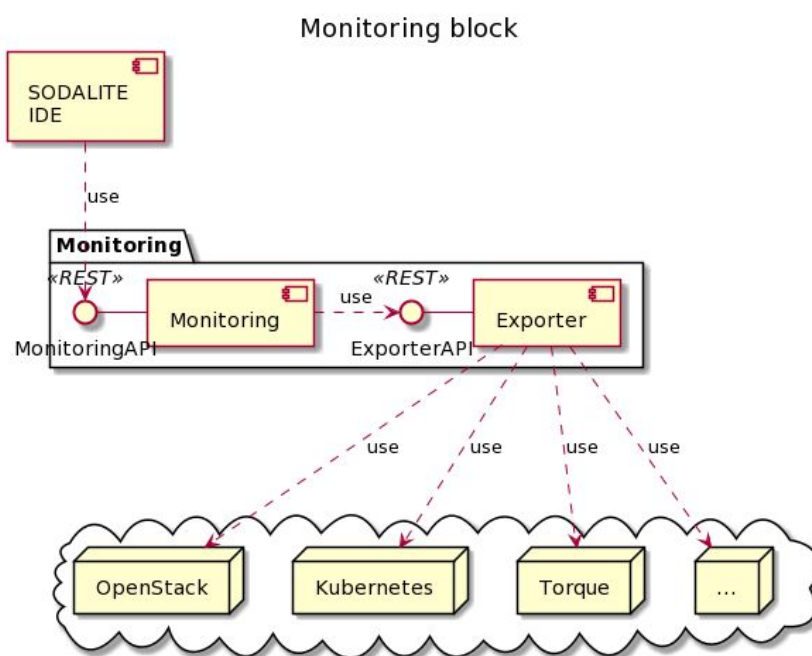 Monitoring block
SODALITE
IDE
use
Monitoring
«REST»
«REST»
Monitoring
use
Exporter
MonitoringAPI
ExporterAPI
use
use
use
use
OpenStack
Kubernetes
Torque
...